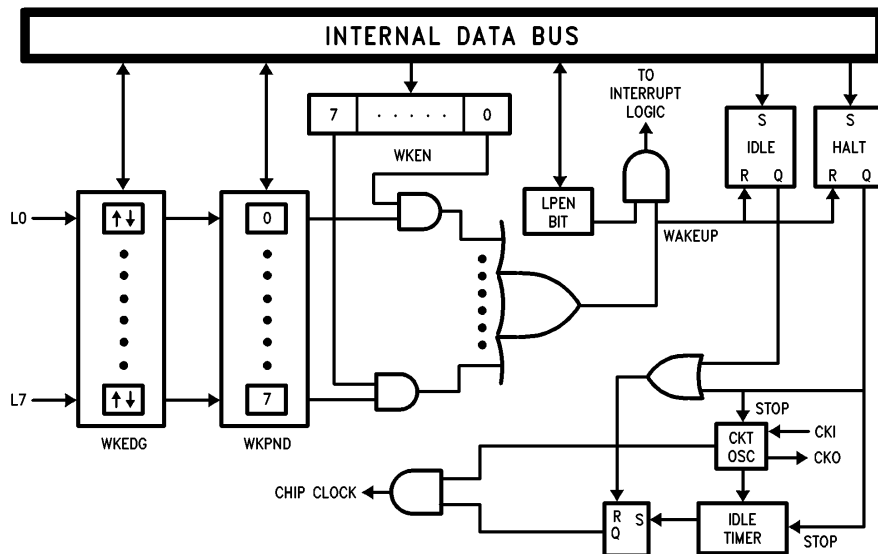 INTERNAL DATA BUS
TO
INTERRUPT
LOGIC
7 . . . . . 0
WKEN
S
IDLE
R Q
S
HALT
R Q
LPEN
BIT
WAKEUP
L0
↑↓
0
L7
↑↓
7
WKEDG
WKPND
STOP
CKT
OSC
CKI
CKO
CHIP CLOCK
R S
Q
IDLE
TIMER
STOP